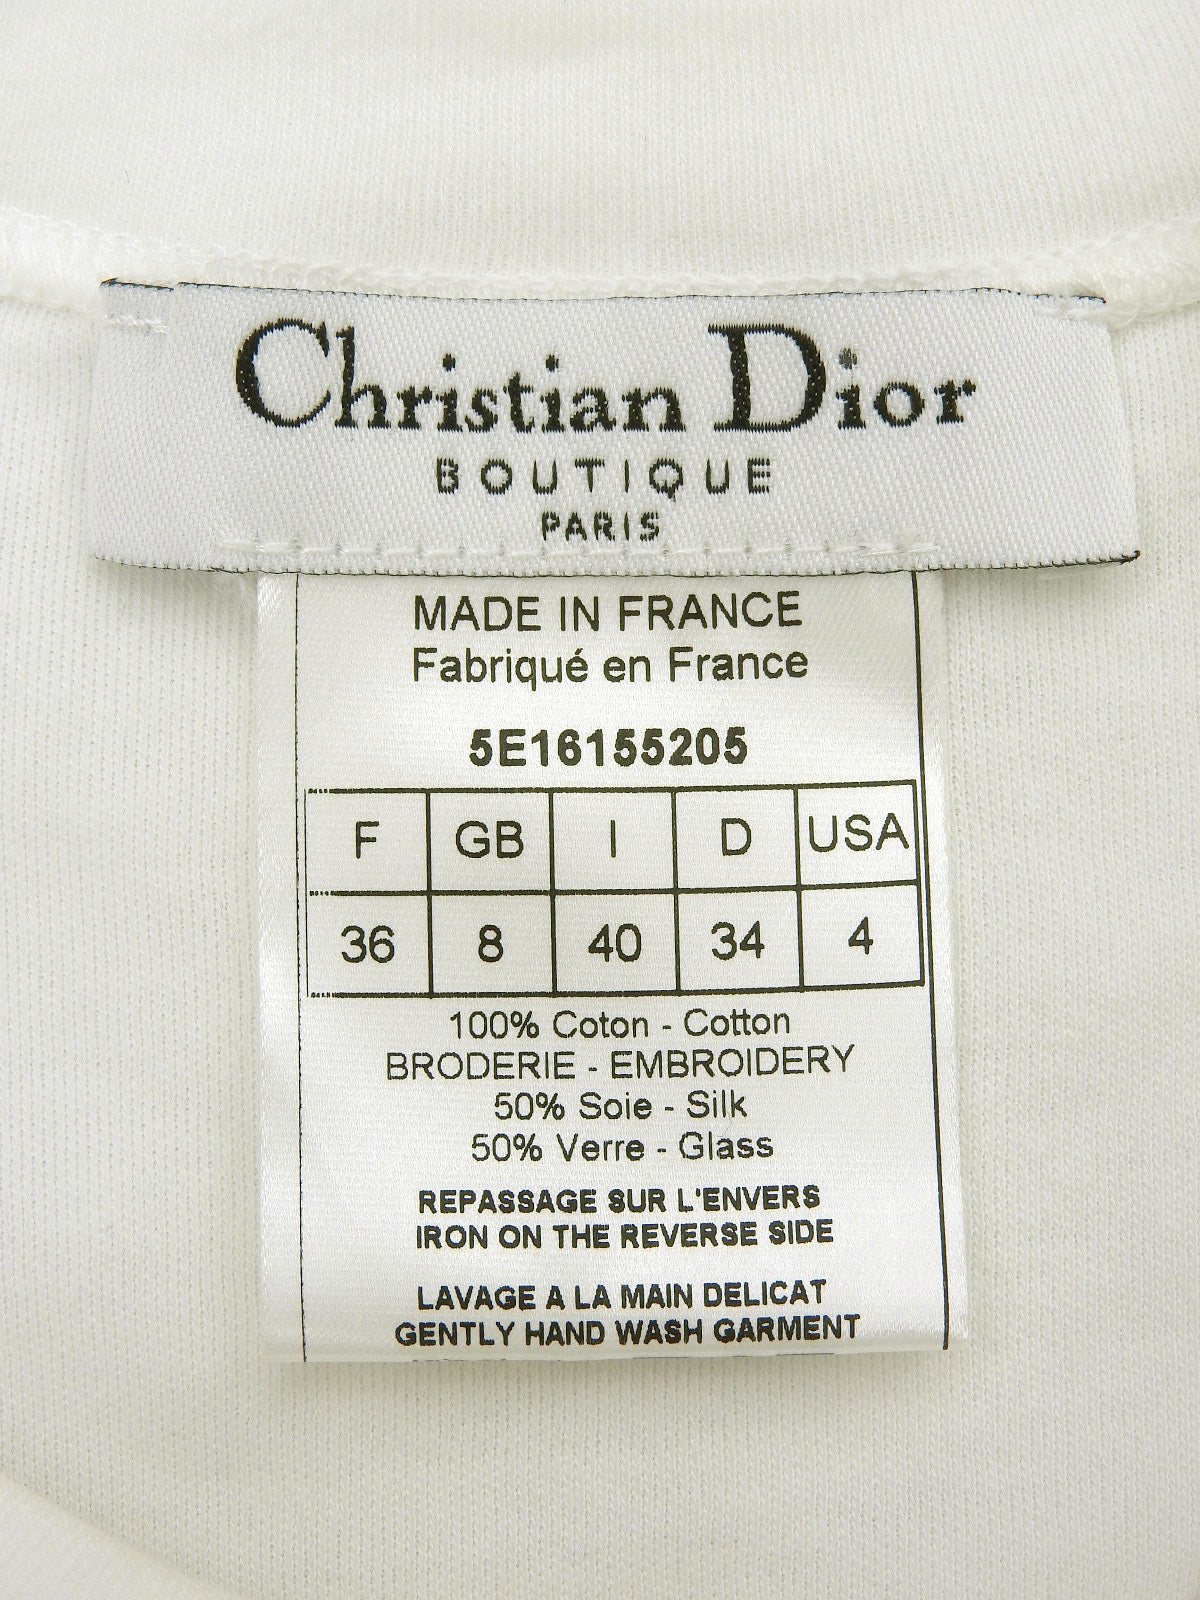 Christian Dior
BOUTIQUE
PARIS
MADE IN FRANCE
Fabriqué en France
5E16155205
F GB I D USA
36 8 40 34 4
100% Coton - Cotton
BRODERIE - EMBROIDERY
50% Soie - Silk
50% Verre - Glass
REPASSAGE SUR L'ENVERS
IRON ON THE REVERSE SIDE
LAVAGE A LA MAIN DELICAT
GENTLY HAND WASH GARMENT